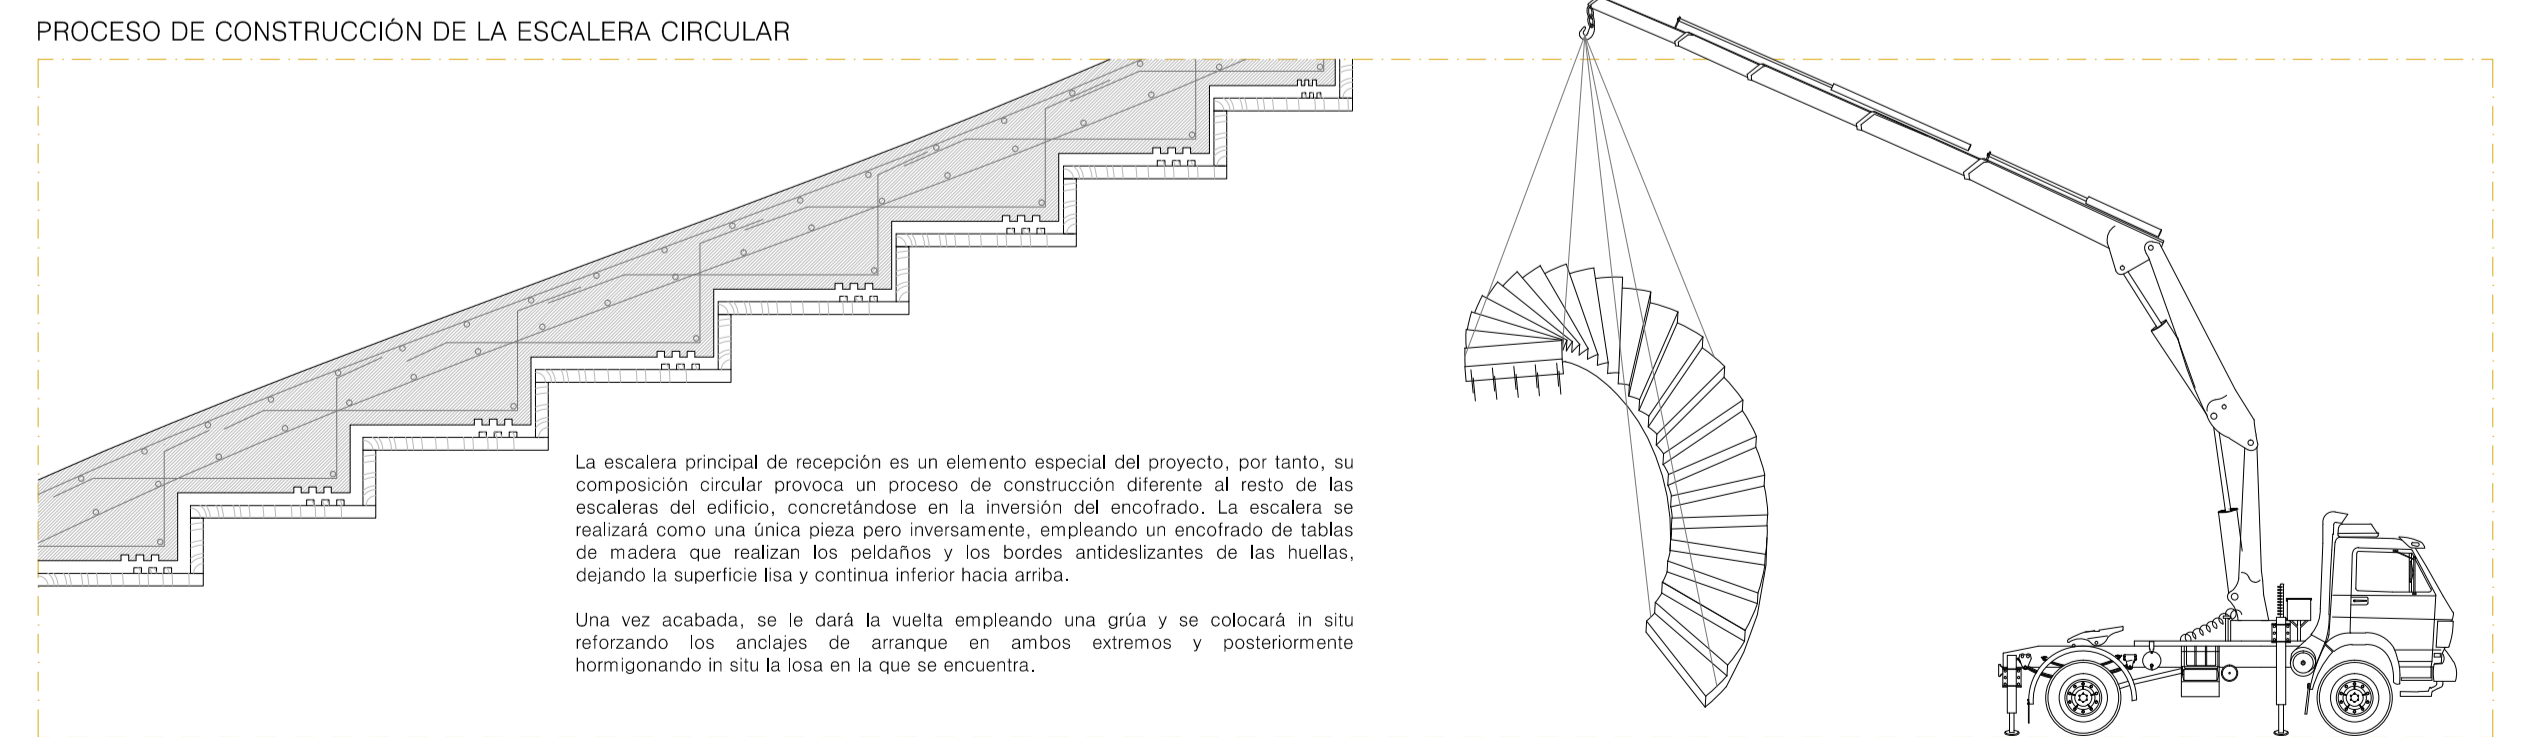 PROCESO DE CONSTRUCCIÓN DE LA ESCALERA CIRCULAR
La escalera principal de recepción es un elemento especial del proyecto, por tanto, su
composición circular provoca un proceso de construcción diferente al resto de las
escaleras del edificio, concretándose en la inversión del encofrado. La escalera se
realizará como una única pieza pero inversamente, empleando un encofrado de tablas
de madera que realizan los peldaños y los bordes antideslizantes de las huellas,
dejando la superficie lisa y continua inferior hacia arriba.
Una vez acabada, se le dará la vuelta empleando una grúa y se colocará in situ
reforzando los anclajes de arranque en ambos extremos y posteriormente
hormigonando in situ la losa en la que se encuentra.